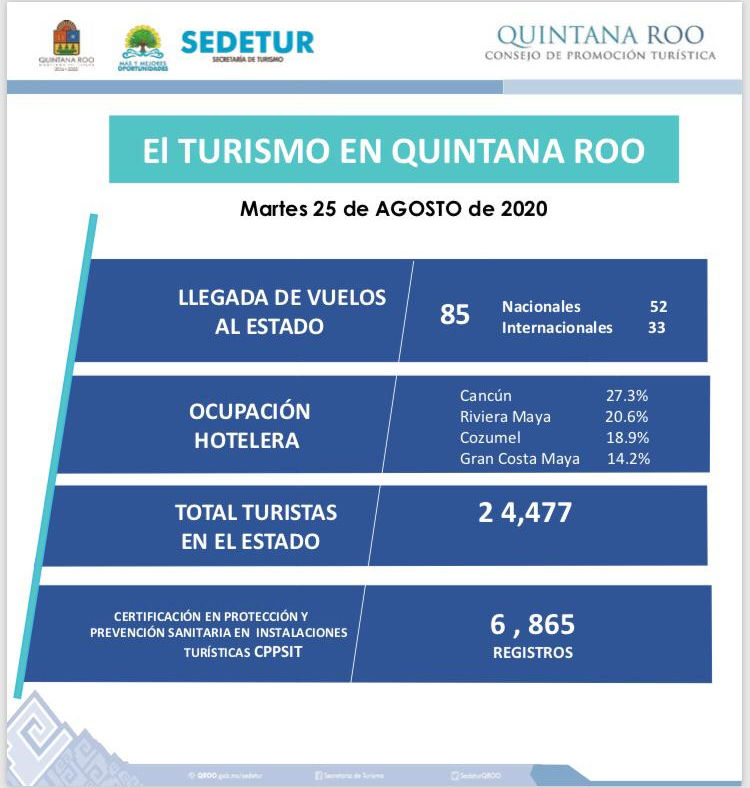 QUINTANA ROO
MÁS Y MEJORES
OPORTUNIDADES
SEDETUR
SECRETARÍA DE TURISMO
QUINTANA ROO
CONSEJO DE PROMOCIÓN TURÍSTICA
El TURISMO EN QUINTANA ROO
Martes 25 de AGOSTO de 2020
LLEGADA DE VUELOS
AL ESTADO
85
Nacionales 52
Internacionales 33
OCUPACIÓN
HOTELERA
Cancún 27.3%
Riviera Maya 20.6%
Cozumel 18.9%
Gran Costa Maya 14.2%
TOTAL TURISTAS
EN EL ESTADO
2 4,477
CERTIFICACIÓN EN PROTECCIÓN Y
PREVENCIÓN SANITARIA EN INSTALACIONES
TURÍSTICAS CPPSIT
6 , 865
REGISTROS
QROO.gob.mx/sedetur
Secretaría de Turismo
SedeturQROO